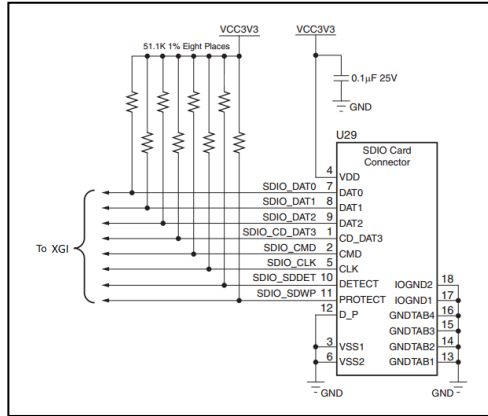 VCC3V3 VCC3V3
51.1K 1% Eight Places
0.1µF 25V
GND
U29
SDIO Card
Connector
4 VDD
SDIO_DAT0 7 DAT0
SDIO_DAT1 8 DAT1
SDIO_DAT2 9 DAT2
SDIO_CD_DAT3 1 CD_DAT3
To XGI SDIO_CMD 2 CMD
SDIO_CLK 5 CLK
SDIO_SDDET 10 DETECT IOGND2 18
SDIO_SDWP 11 PROTECT IOGND1 17
12 D_P GNDTAB4 16
GNDTAB3 15
3 VSS1 GNDTAB2 14
6 VSS2 GNDTAB1 13
GND GND